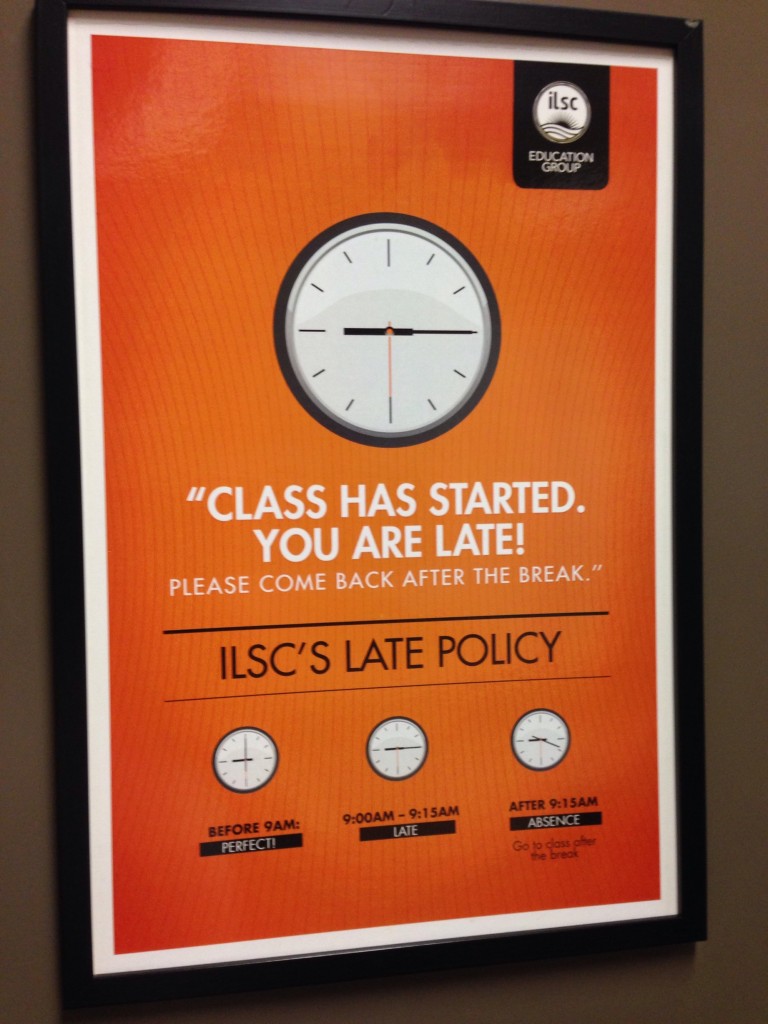 ilsc
EDUCATION
GROUP
“CLASS HAS STARTED.
YOU ARE LATE!
PLEASE COME BACK AFTER THE BREAK.”
ILSC’S LATE POLICY
BEFORE 9AM:
PERFECT!
9:00AM – 9:15AM
LATE
AFTER 9:15AM
ABSENCE
Go to class after
the break